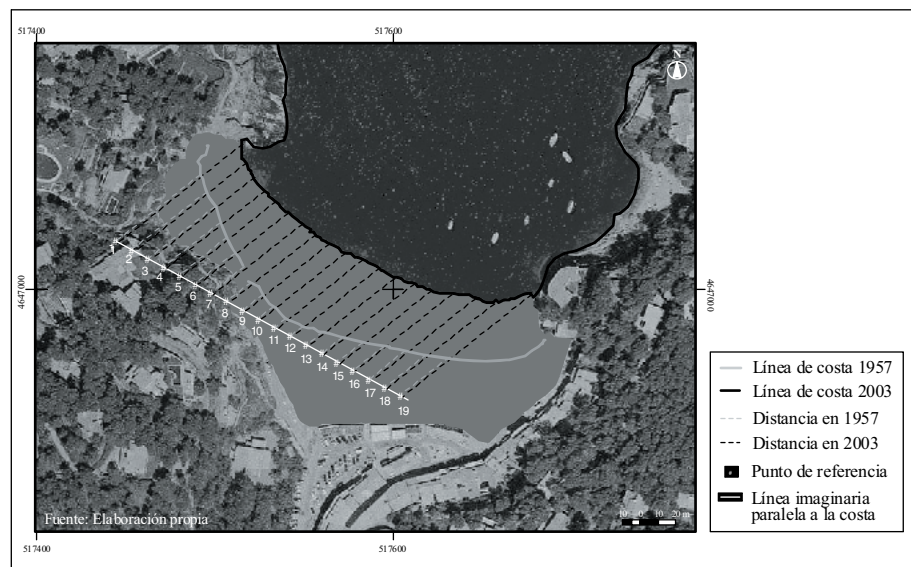 517400
517600
4647000
4647000
1
2
3
4
5
6
7
8
9
10
11
12
13
14
15
16
17
18
19
Fuente: Elaboración propia
10 0 10 20 m
517400
517600
Línea de costa 1957
Línea de costa 2003
Distancia en 1957
Distancia en 2003
Punto de referencia
Línea imaginaria
paralela a la costa